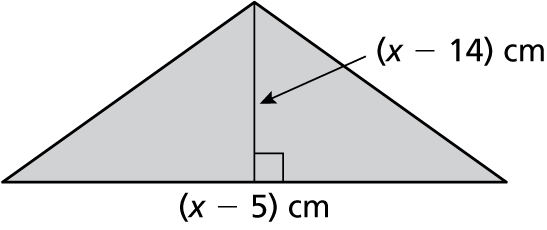 (x − 14) cm
(x − 5) cm